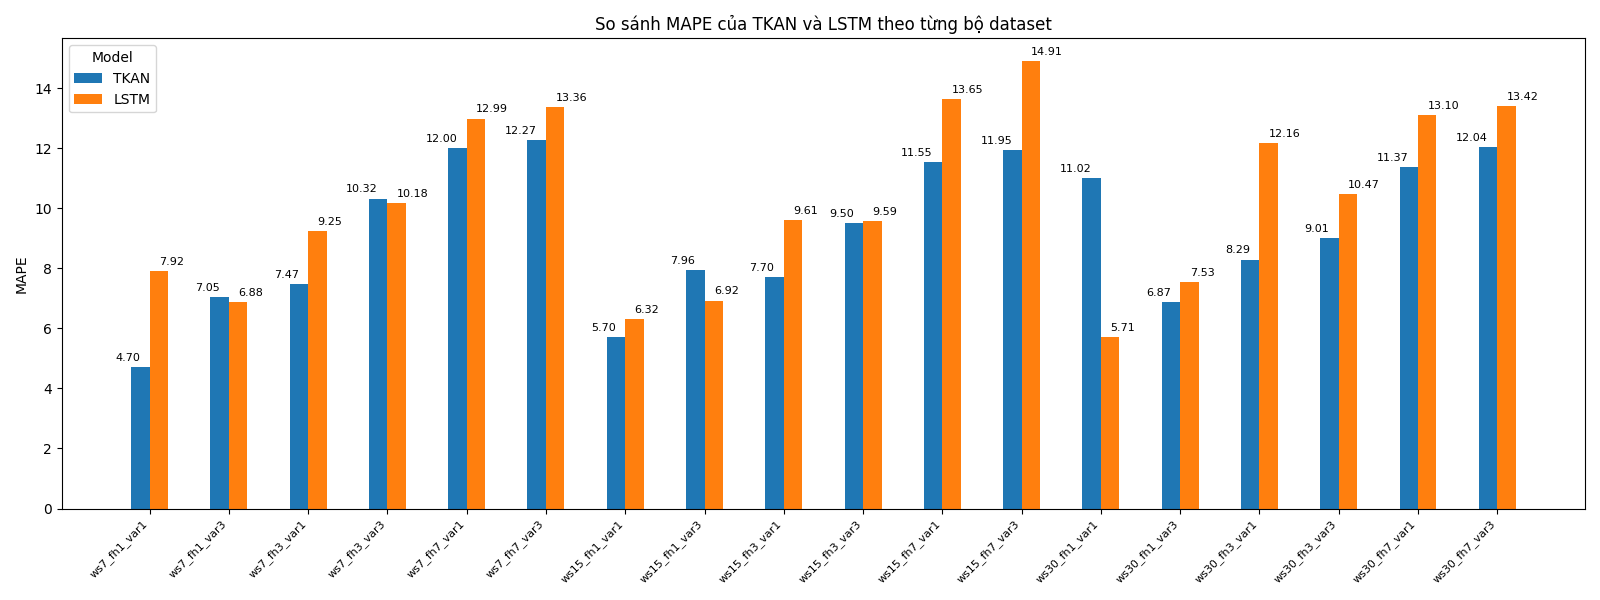 So sánh MAPE của TKAN và LSTM theo từng bộ dataset
Model
TKAN
LSTM
MAPE
14
12
10
8
6
4
2
0
4.70
7.92
7.05
6.88
7.47
9.25
10.32
10.18
12.00
12.99
12.27
13.36
5.70
6.32
7.96
6.92
7.70
9.61
9.50
9.59
11.55
13.65
11.95
14.91
11.02
5.71
6.87
7.53
8.29
12.16
9.01
10.47
11.37
13.10
12.04
13.42
ws7_fh1_var1
ws7_fh1_var3
ws7_fh3_var1
ws7_fh3_var3
ws7_fh7_var1
ws7_fh7_var3
ws15_fh1_var1
ws15_fh1_var3
ws15_fh3_var1
ws15_fh3_var3
ws15_fh7_var1
ws15_fh7_var3
ws30_fh1_var1
ws30_fh1_var3
ws30_fh3_var1
ws30_fh3_var3
ws30_fh7_var1
ws30_fh7_var3